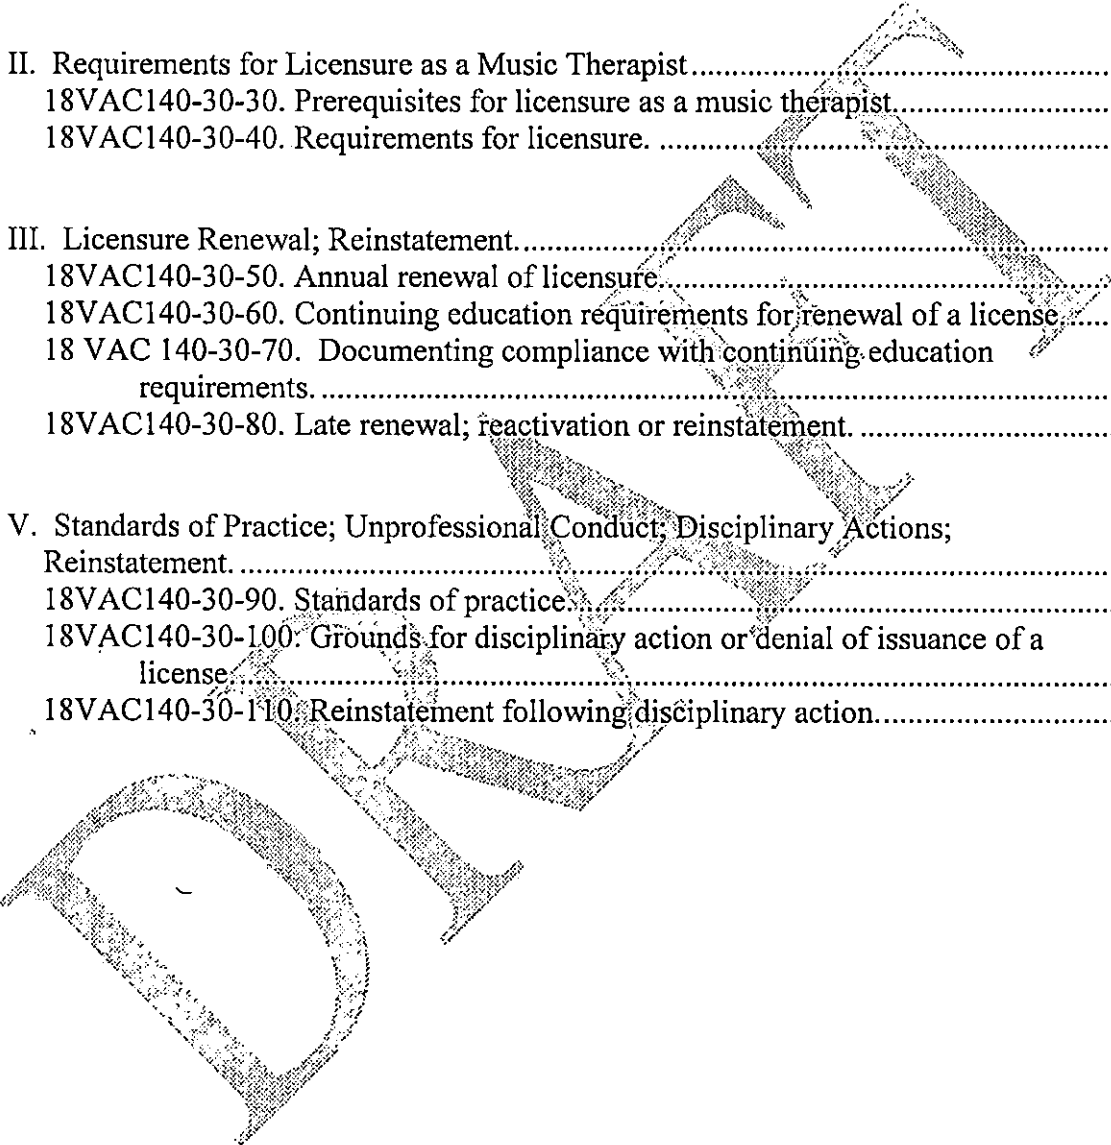 II. Requirements for Licensure as a Music Therapist....................................................
18VAC140-30-30. Prerequisites for licensure as a music therapist............................
18VAC140-30-40. Requirements for licensure. ..........................................................
III. Licensure Renewal; Reinstatement..........................................................................
18VAC140-30-50. Annual renewal of licensure.........................................................
18VAC140-30-60. Continuing education requirements for renewal of a license......
18 VAC 140-30-70. Documenting compliance with continuing education
requirements. ...................................................................................................
18VAC140-30-80. Late renewal; reactivation or reinstatement. ...............................
V. Standards of Practice; Unprofessional Conduct; Disciplinary Actions;
Reinstatement. ...........................................................................................................
18VAC140-30-90. Standards of practice....................................................................
18VAC140-30-100. Grounds for disciplinary action or denial of issuance of a
license..............................................................................................................
18VAC140-30-110. Reinstatement following disciplinary action..............................
DRAFT